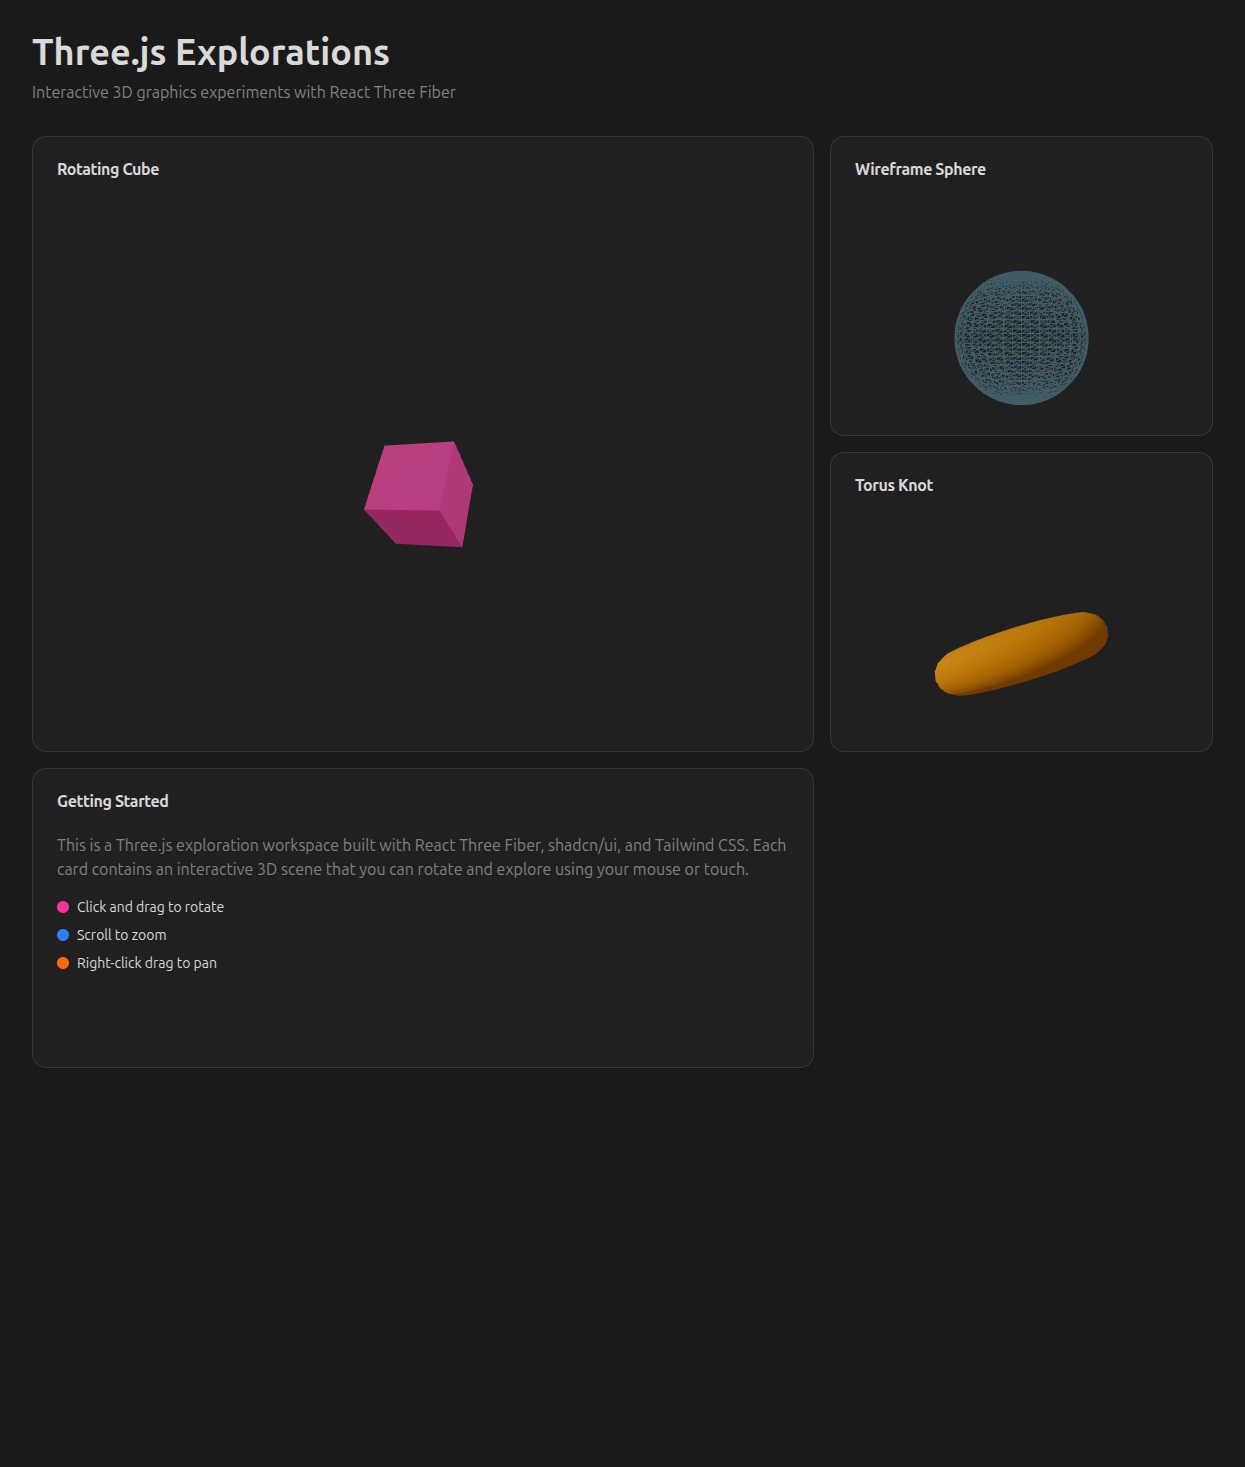 Three.js Explorations
Interactive 3D graphics experiments with React Three Fiber
Rotating Cube
Wireframe Sphere
Torus Knot
Getting Started
This is a Three.js exploration workspace built with React Three Fiber, shadcn/ui, and Tailwind CSS. Each
card contains an interactive 3D scene that you can rotate and explore using your mouse or touch.
Click and drag to rotate
Scroll to zoom
Right-click drag to pan